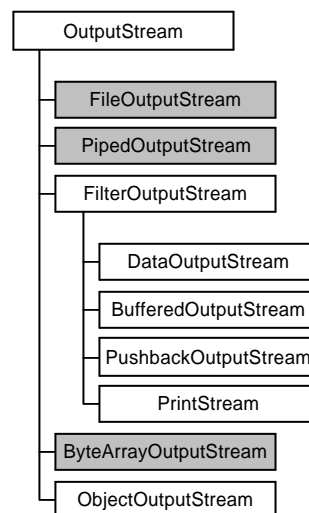 OutputStream
FileOutputStream
PipedOutputStream
FilterOutputStream
DataOutputStream
BufferedOutputStream
PushbackOutputStream
PrintStream
ByteArrayOutputStream
ObjectOutputStream